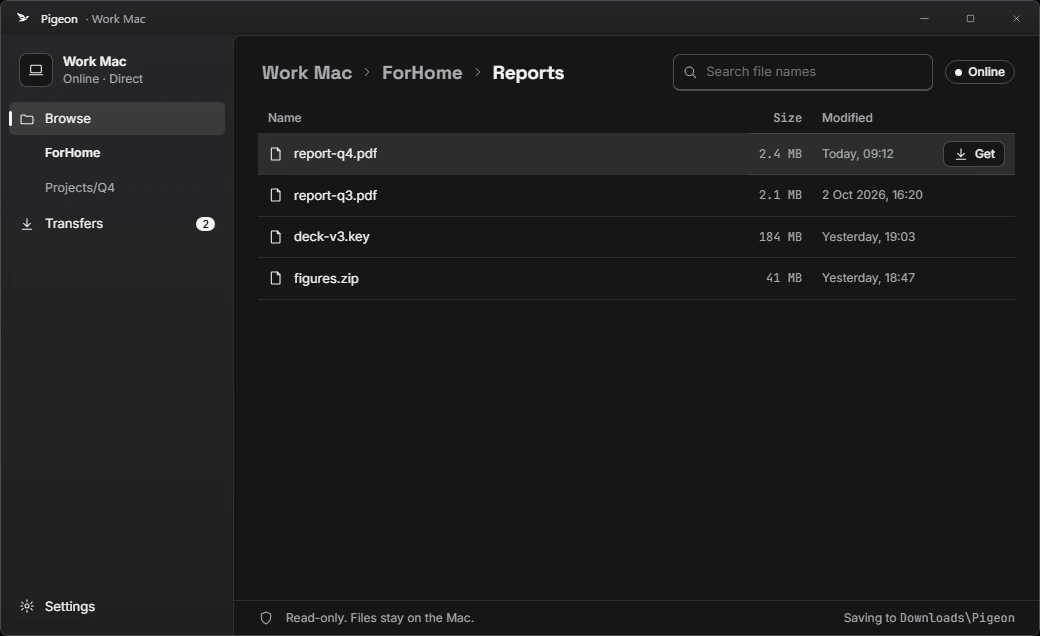 Pigeon · Work Mac
Work Mac
Online · Direct
Browse
ForHome
Projects/Q4
Transfers 2
Settings
Work Mac > ForHome > Reports
Search file names
Online
Name Size Modified
report-q4.pdf 2.4 MB Today, 09:12 Get
report-q3.pdf 2.1 MB 2 Oct 2026, 16:20
deck-v3.key 184 MB Yesterday, 19:03
figures.zip 41 MB Yesterday, 18:47
Read-only. Files stay on the Mac. Saving to Downloads\Pigeon